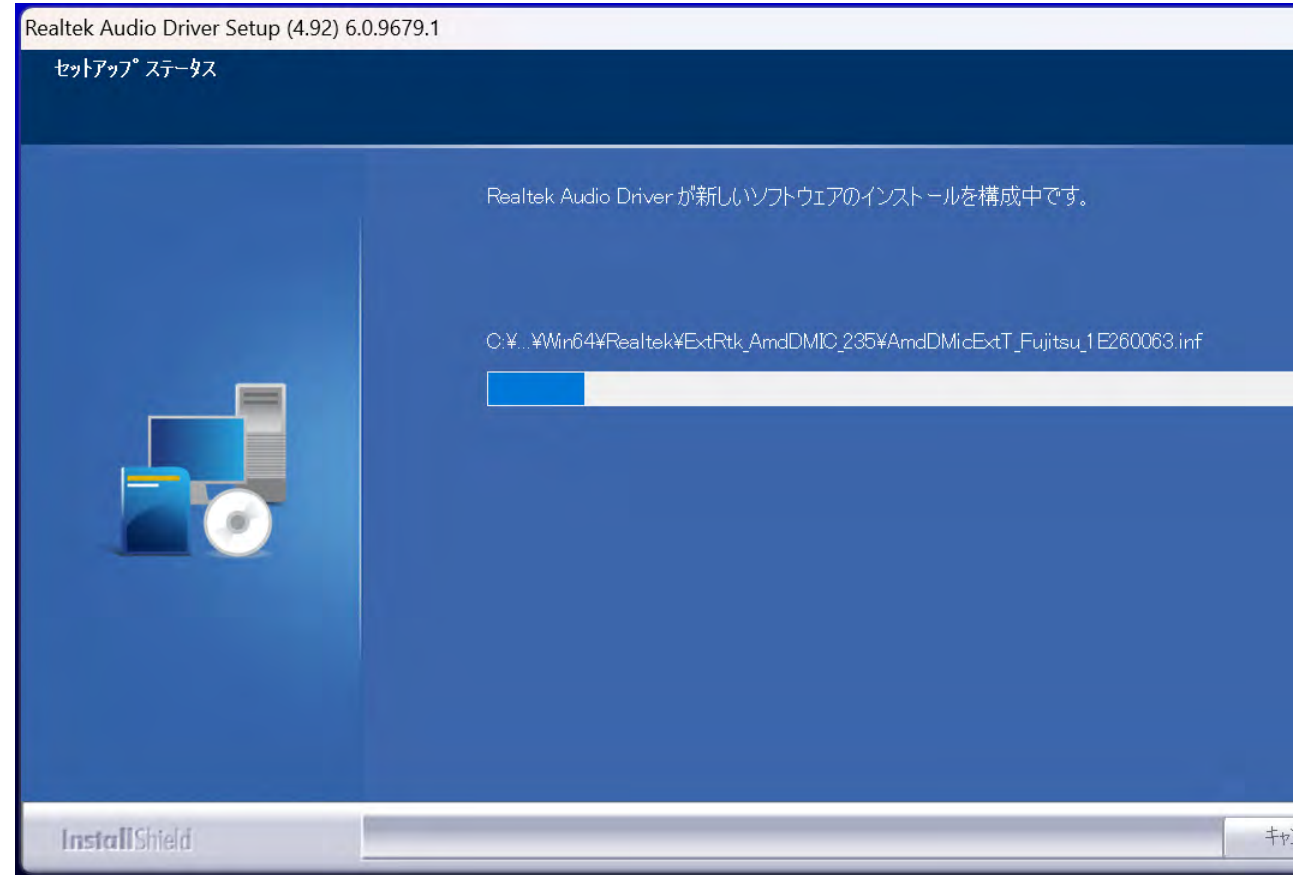 Realtek Audio Driver Setup (4.92) 6.0.9679.1
セットアップ ステータス
Realtek Audio Driver が新しいソフトウェアのインストールを構成中です。
C:¥...¥Win64¥Realtek¥ExtRtk_AmdDMIC_235¥AmdDMicExtT_Fujitsu_1E260063.inf
InstallShield